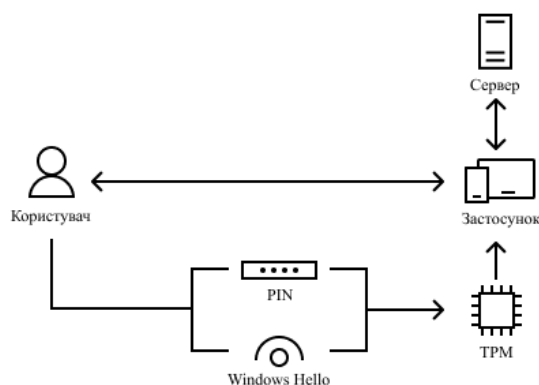 Сервер
Користувач
Застосунок
PIN
Windows Hello
TPM